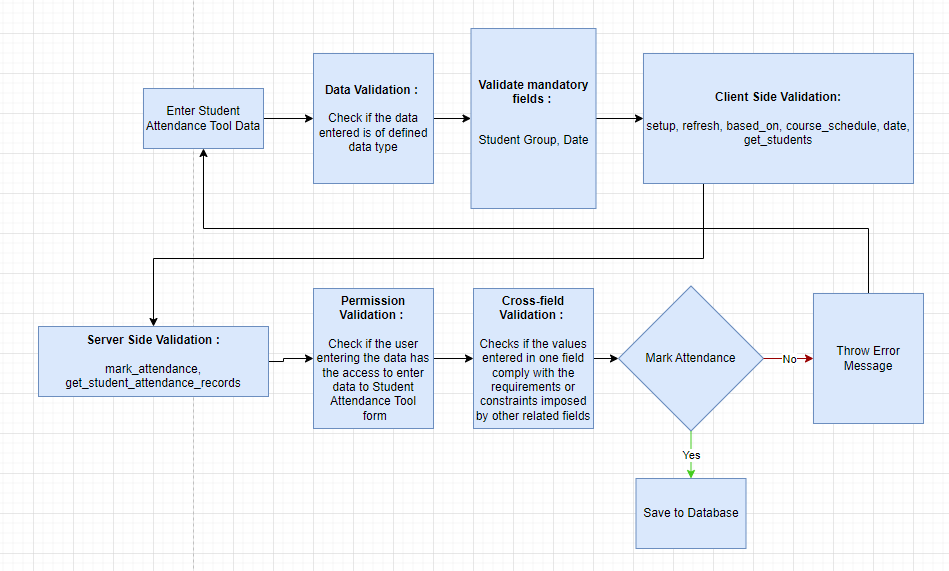 Enter Student
Attendance Tool Data
Data Validation :
Check if the data
entered is of defined
data type
Validate mandatory
fields :
Student Group, Date
Client Side Validation:
setup, refresh, based_on, course_schedule, date,
get_students
Server Side Validation :
mark_attendance,
get_student_attendance_records
Permission
Validation :
Check if the user
entering the data has
the access to enter
data to Student
Attendance Tool
form
Cross-field
Validation :
Checks if the values
entered in one field
comply with the
requirements or
constraints imposed
by other related fields
Mark Attendance
No
Throw Error
Message
Yes
Save to Database